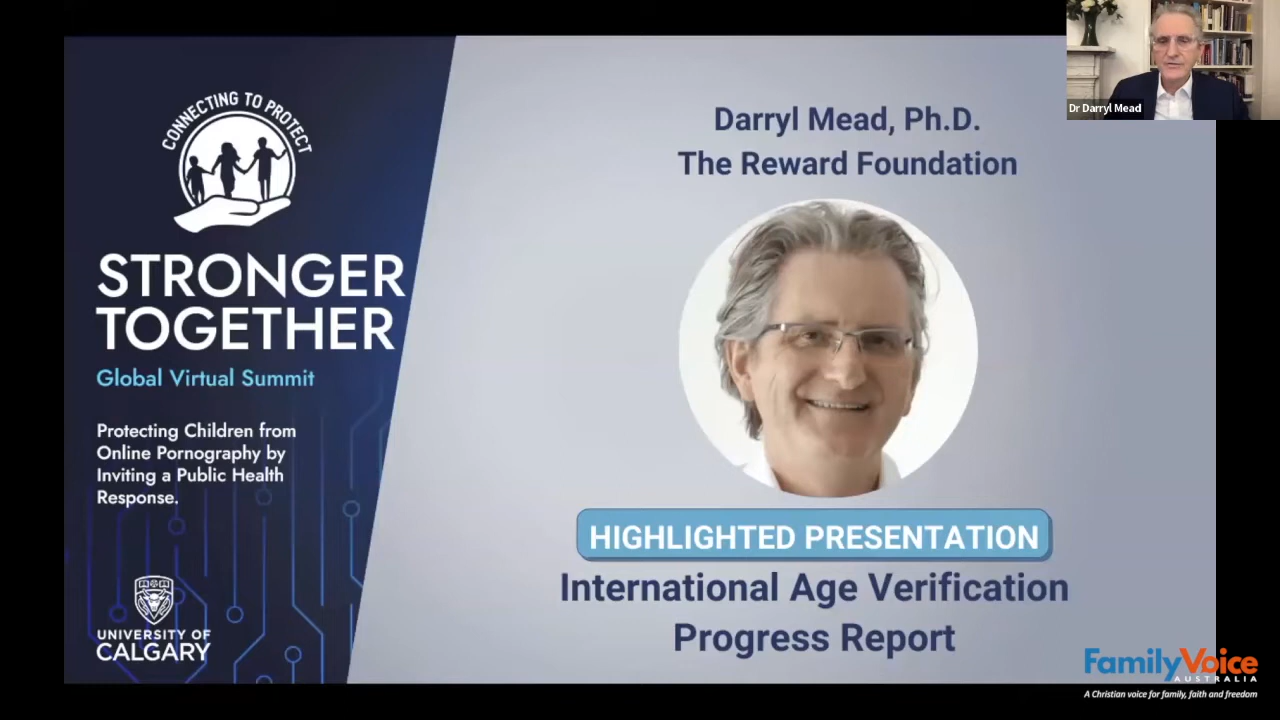 CONNECTING TO PROTECT
STRONGER
TOGETHER
Global Virtual Summit
Protecting Children from
Online Pornography by
Inviting a Public Health
Response.
UNIVERSITY OF
CALGARY
Darryl Mead, Ph.D.
The Reward Foundation
HIGHLIGHTED PRESENTATION
International Age Verification
Progress Report
Dr Darryl Mead
FamilyVoice
AUSTRALIA
A Christian voice for family, faith and freedom